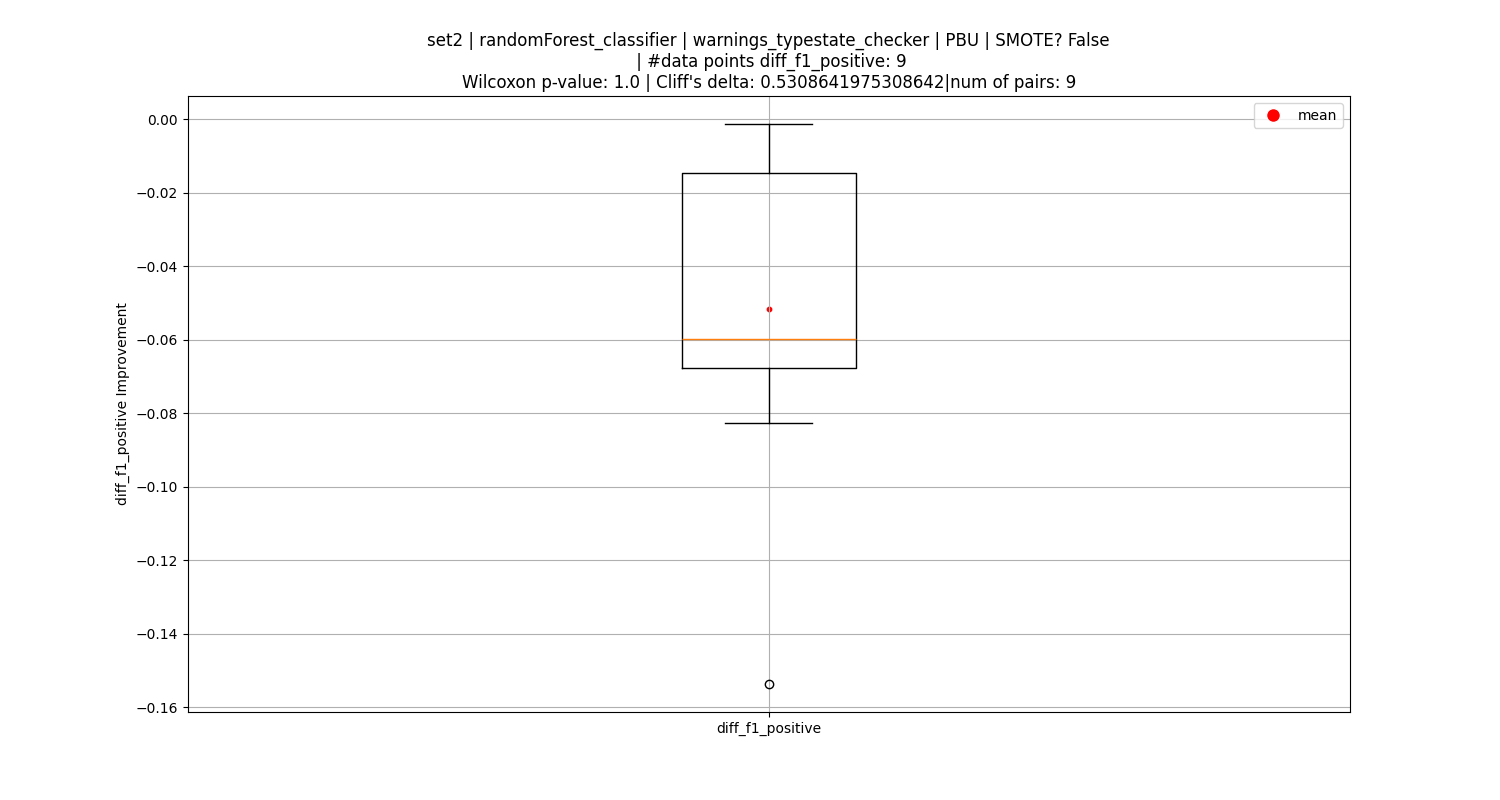 set2 | randomForest_classifier | warnings_typestate_checker | PBU | SMOTE? False
| #data points diff_f1_positive: 9
Wilcoxon p-value: 1.0 | Cliff's delta: 0.5308641975308642|num of pairs: 9
mean
0.00
−0.02
−0.04
−0.06
−0.08
−0.10
−0.12
−0.14
−0.16
diff_f1_positive Improvement
diff_f1_positive